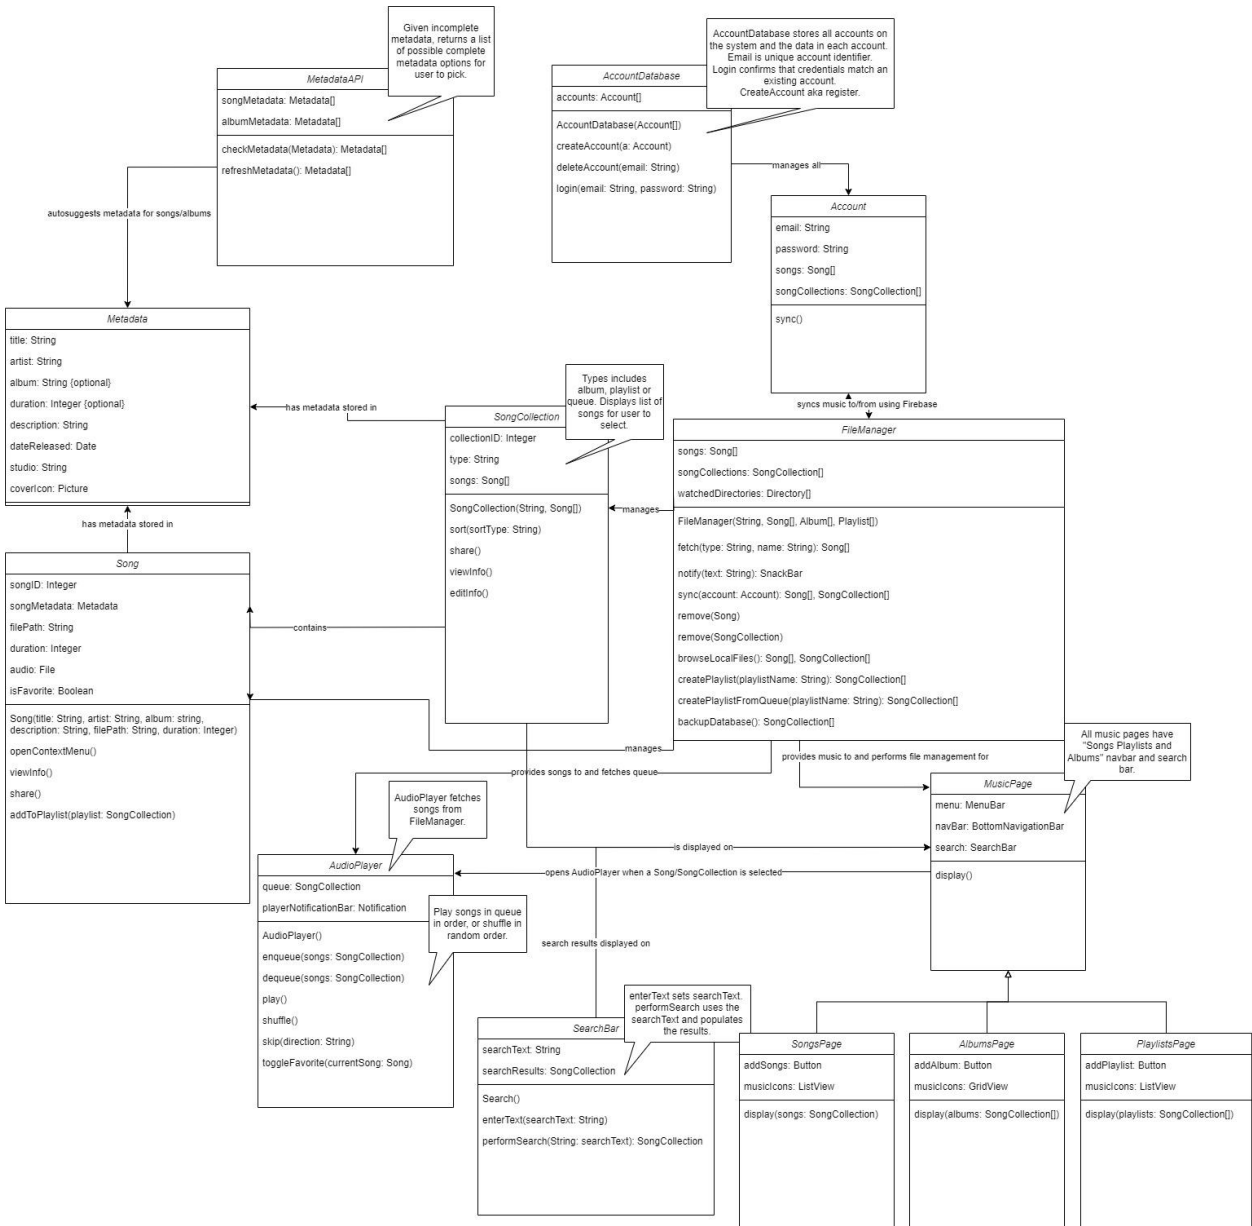 Given incomplete
metadata, returns a list
of possible complete
metadata options for
user to pick.
MetadataAPI
songMetadata: Metadata[]
albumMetadata: Metadata[]
checkMetadata(Metadata): Metadata[]
refreshMetadata(): Metadata[]
AccountDatabase stores all accounts on
the system and the data in each account.
Email is unique account identifier.
Login confirms that credentials match an
existing account.
CreateAccount aka register.
AccountDatabase
accounts: Account[]
AccountDatabase(Account[])
createAccount(a: Account)
deleteAccount(email: String)
login(email: String, password: String)
manages all
Account
email: String
password: String
songs: Song[]
songCollections: SongCollection[]
sync()
autosuggests metadata for songs/albums
Metadata
title: String
artist: String
album: String {optional}
duration: Integer {optional}
description: String
dateReleased: Date
studio: String
coverIcon: Picture
has metadata stored in
Types includes
album, playlist or
queue. Displays list of
songs for user to
select.
SongCollection
collectionID: Integer
type: String
songs: Song[]
SongCollection(String, Song[])
sort(sortType: String)
share()
viewInfo()
editInfo()
syncs music to/from using Firebase
FileManager
songs: Song[]
songCollections: SongCollection[]
watchedDirectories: Directory[]
FileManager(String, Song[], Album[], Playlist[])
fetch(type: String, name: String): Song[]
notify(text: String): SnackBar
sync(account: Account): Song[], SongCollection[]
remove(Song)
remove(SongCollection)
browseLocalFiles(): Song[], SongCollection[]
createPlaylist(playlistName: String): SongCollection[]
createPlaylistFromQueue(playlistName: String): SongCollection[]
backupDatabase(): SongCollection[]
manages
has metadata stored in
Song
songID: Integer
songMetadata: Metadata
filePath: String
duration: Integer
audio: File
isFavorite: Boolean
Song(title: String, artist: String, album: string,
description: String, filePath: String, duration: Integer)
openContextMenu()
viewInfo()
share()
addToPlaylist(playlist: SongCollection)
contains
manages
provides songs to and fetches queue
provides music to and performs file management for
All music pages have
"Songs Playlists and
Albums" navbar and search
bar.
MusicPage
menu: MenuBar
navBar: BottomNavigationBar
search: SearchBar
display()
AudioPlayer fetches
songs from
FileManager.
AudioPlayer
queue: SongCollection
playerNotificationBar: Notification
AudioPlayer()
enqueue(songs: SongCollection)
dequeue(songs: SongCollection)
play()
shuffle()
skip(direction: String)
toggleFavorite(currentSong: Song)
Play songs in queue
in order, or shuffle in
random order.
is displayed on
opens AudioPlayer when a Song/SongCollection is selected
search results displayed on
enterText sets searchText.
performSearch uses the
searchText and populates
the results.
SearchBar
searchText: String
searchResults: SongCollection
Search()
enterText(searchText: String)
performSearch(String: searchText): SongCollection
SongsPage
addSongs: Button
musicIcons: ListView
display(songs: SongCollection)
AlbumsPage
addAlbum: Button
musicIcons: GridView
display(albums: SongCollection[])
PlaylistsPage
addPlaylist: Button
musicIcons: ListView
display(playlists: SongCollection[])